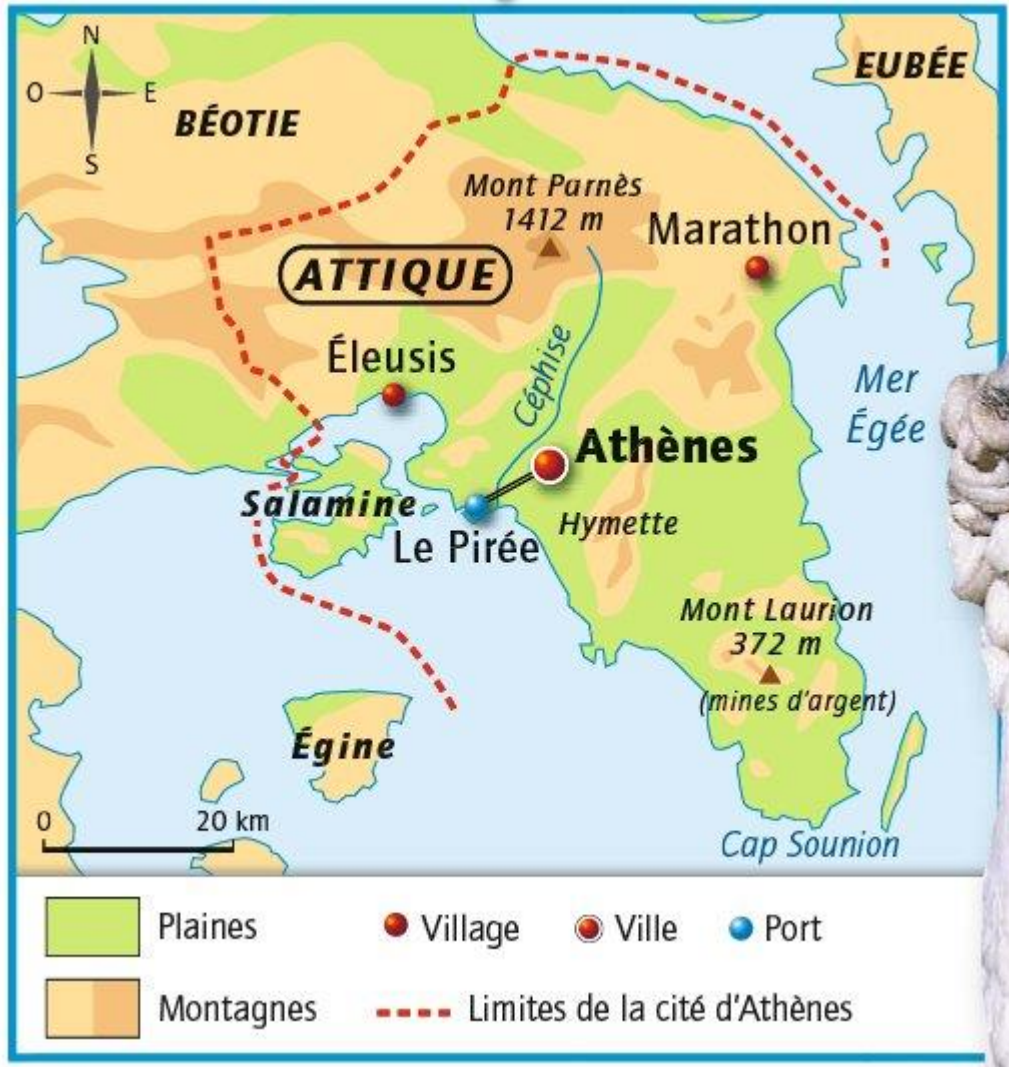 N
O
E
S
BÉOTIE
EUBÉE
Mont Parnès
1412 m
Marathon
ATTIQUE
Éleusis
Céphise
Mer
Égée
Athènes
Salamine
Hymette
Le Pirée
Mont Laurion
372 m
(mines d'argent)
Égine
0
20 km
Cap Sounion
Plaines
Village
Ville
Port
Montagnes
Limites de la cité d'Athènes